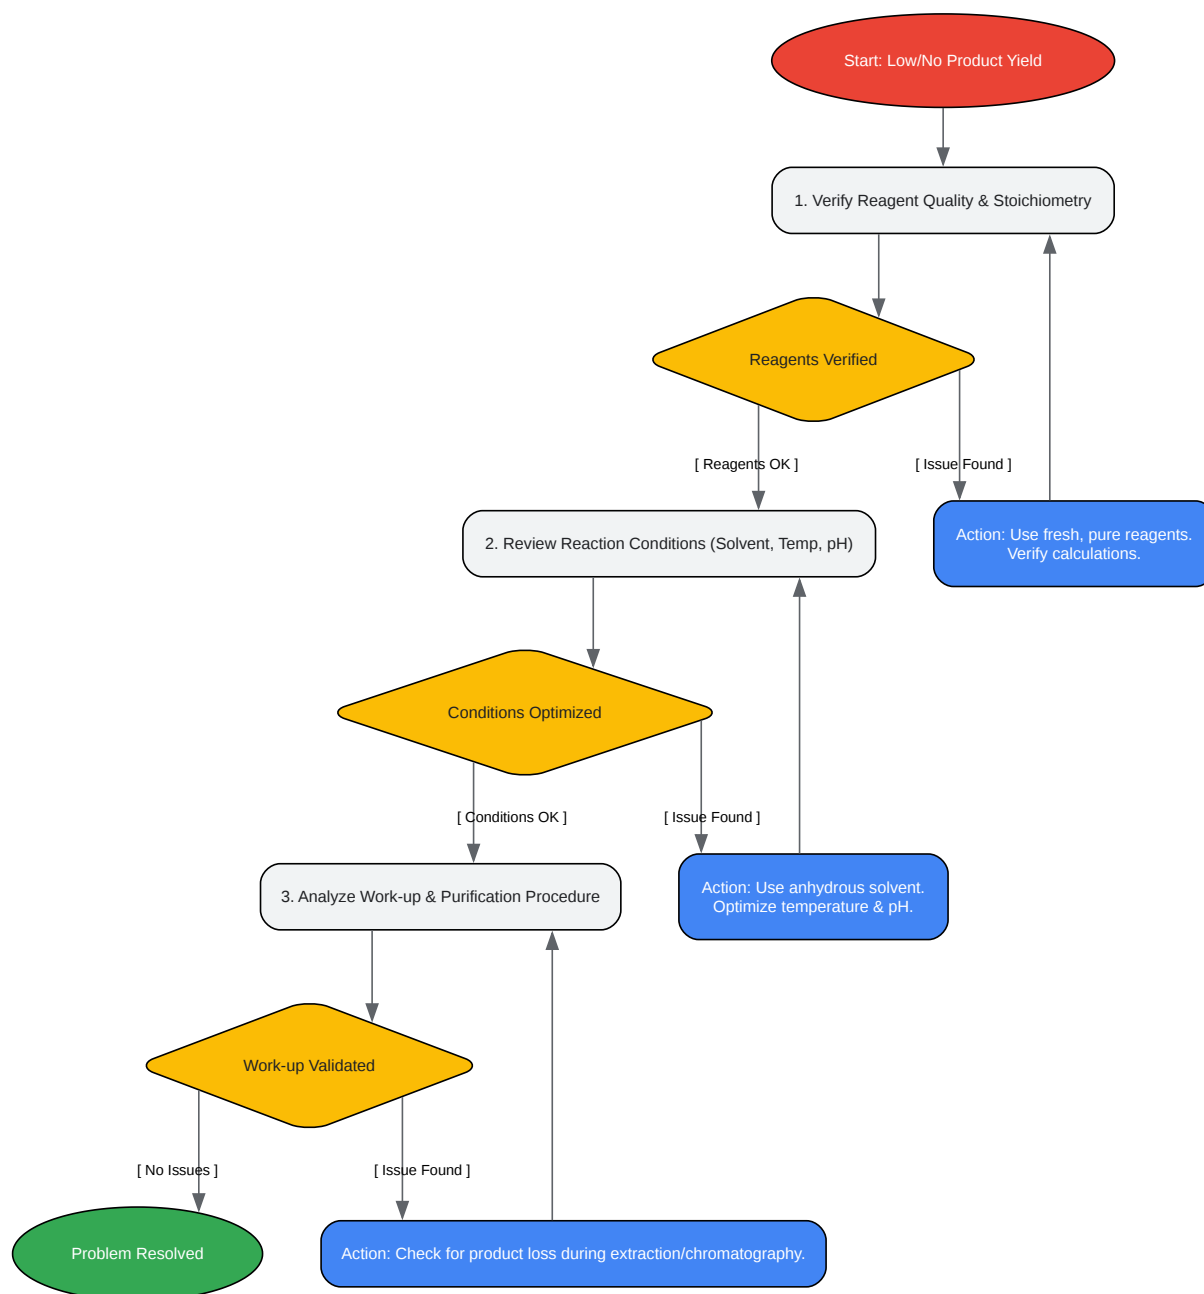 Start: Low/No Product Yield
1. Verify Reagent Quality & Stoichiometry
Reagents Verified
[ Reagents OK ]
[ Issue Found ]
Action: Use fresh, pure reagents.
Verify calculations.
2. Review Reaction Conditions (Solvent, Temp, pH)
Conditions Optimized
[ Conditions OK ]
[ Issue Found ]
Action: Use anhydrous solvent.
Optimize temperature & pH.
3. Analyze Work-up & Purification Procedure
Work-up Validated
[ No Issues ]
[ Issue Found ]
Problem Resolved
Action: Check for product loss during extraction/chromatography.